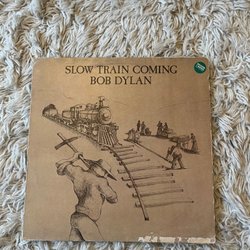 SLOW TRAIN COMING
BOB DYLAN